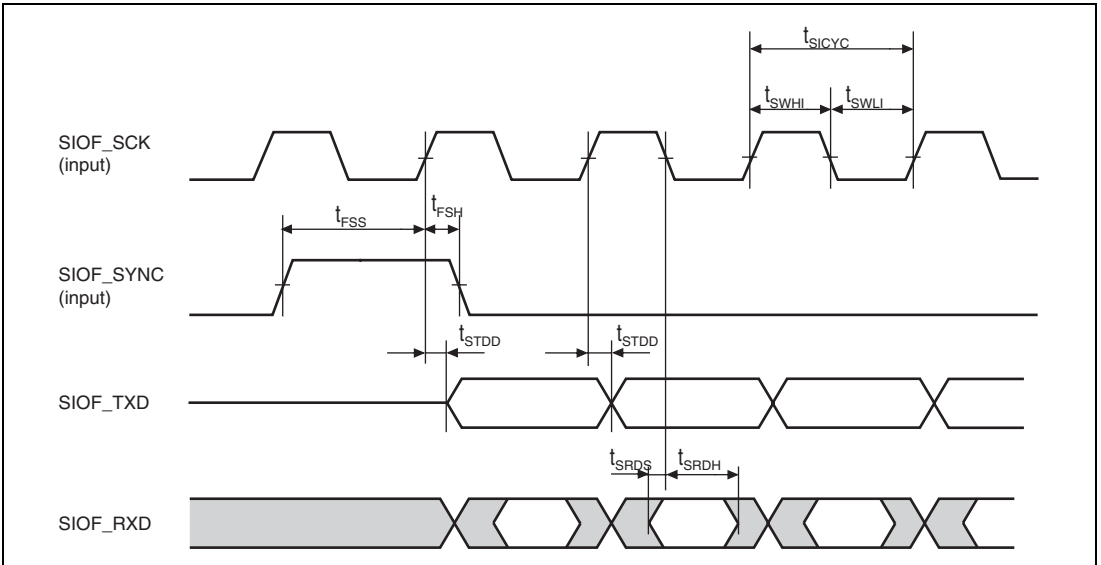 tSICYC
tSWHI
tSWLI
SIOF_SCK
(input)
tFSS
tFSH
SIOF_SYNC
(input)
tSTDD
tSTDD
SIOF_TXD
tSRDS
tSRDH
SIOF_RXD